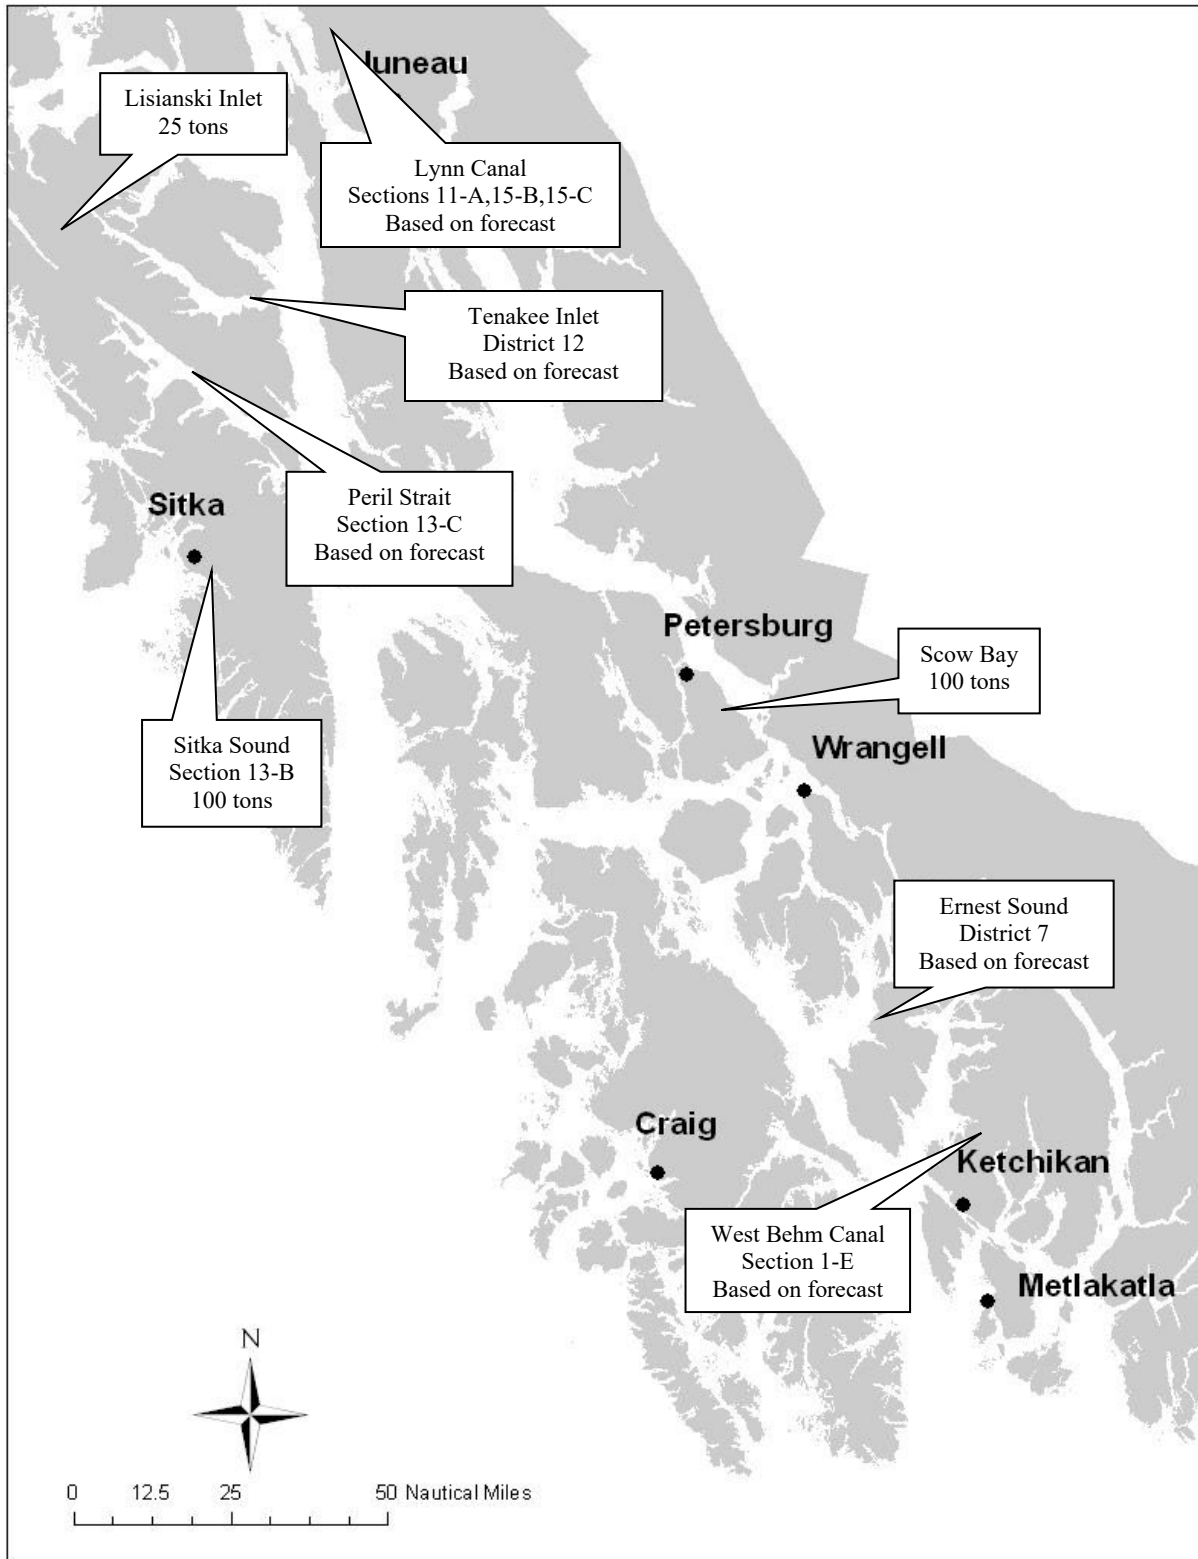 Juneau
Lisianski Inlet
25 tons
Lynn Canal
Sections 11-A,15-B,15-C
Based on forecast
Tenakee Inlet
District 12
Based on forecast
Peril Strait
Section 13-C
Based on forecast
Sitka
Petersburg
Scow Bay
100 tons
Sitka Sound
Section 13-B
100 tons
Wrangell
Ernest Sound
District 7
Based on forecast
Craig
Ketchikan
West Behm Canal
Section 1-E
Based on forecast
Metlakatla
N
0 12.5 25 50 Nautical Miles